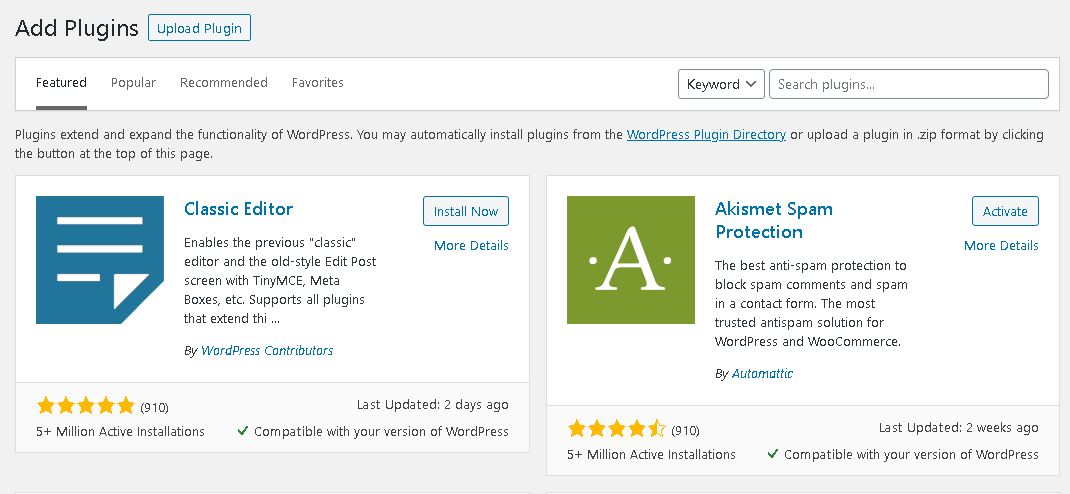 Add Plugins Upload Plugin
Featured Popular Recommended Favorites Keyword Search plugins...
Plugins extend and expand the functionality of WordPress. You may automatically install plugins from the WordPress Plugin Directory or upload a plugin in .zip format by clicking
the button at the top of this page.
Classic Editor
Install Now
More Details
Enables the previous "classic"
editor and the old-style Edit Post
screen with TinyMCE, Meta
Boxes, etc. Supports all plugins
that extend thi ...
By WordPress Contributors
(910)
Last Updated: 2 days ago
5+ Million Active Installations
Compatible with your version of WordPress
A
Akismet Spam
Protection
Activate
More Details
The best anti-spam protection to
block spam comments and spam
in a contact form. The most
trusted antispam solution for
WordPress and WooCommerce.
By Automattic
(910)
Last Updated: 2 weeks ago
5+ Million Active Installations
Compatible with your version of WordPress